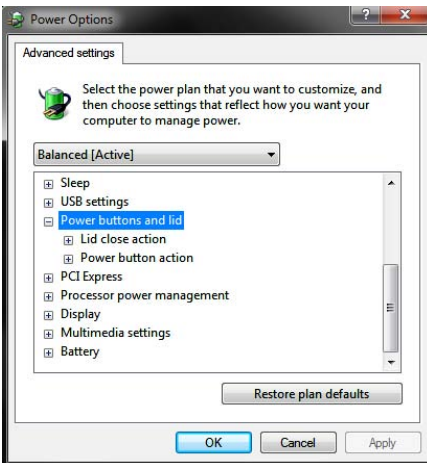 Power Options
?
X
Advanced settings
Select the power plan that you want to customize, and
then choose settings that reflect how you want your
computer to manage power.
Balanced [Active]
Sleep
USB settings
Power buttons and lid
Lid close action
Power button action
PCI Express
Processor power management
Display
Multimedia settings
Battery
Restore plan defaults
OK
Cancel
Apply